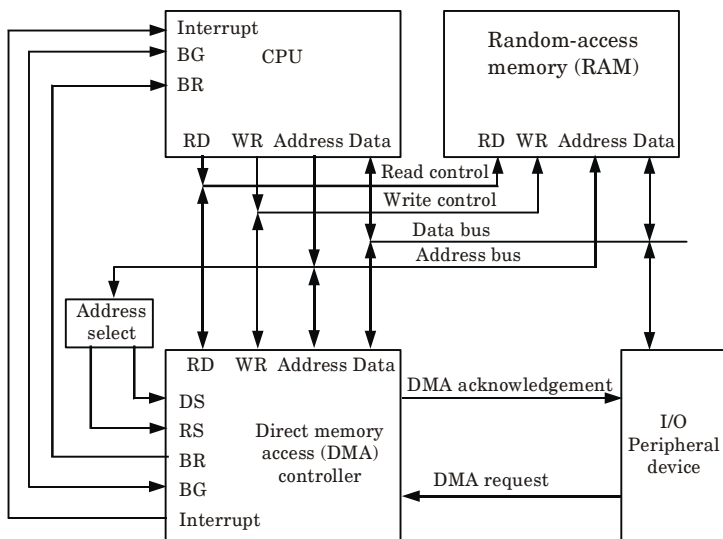 Interrupt
BG
BR
CPU
RD WR Address Data
Random-access
memory (RAM)
RD WR Address Data
Read control
Write control
Data bus
Address bus
Address
select
RD WR Address Data
DS
RS
BR
BG
Interrupt
Direct memory
access (DMA)
controller
DMA acknowledgement
DMA request
I/O
Peripheral
device